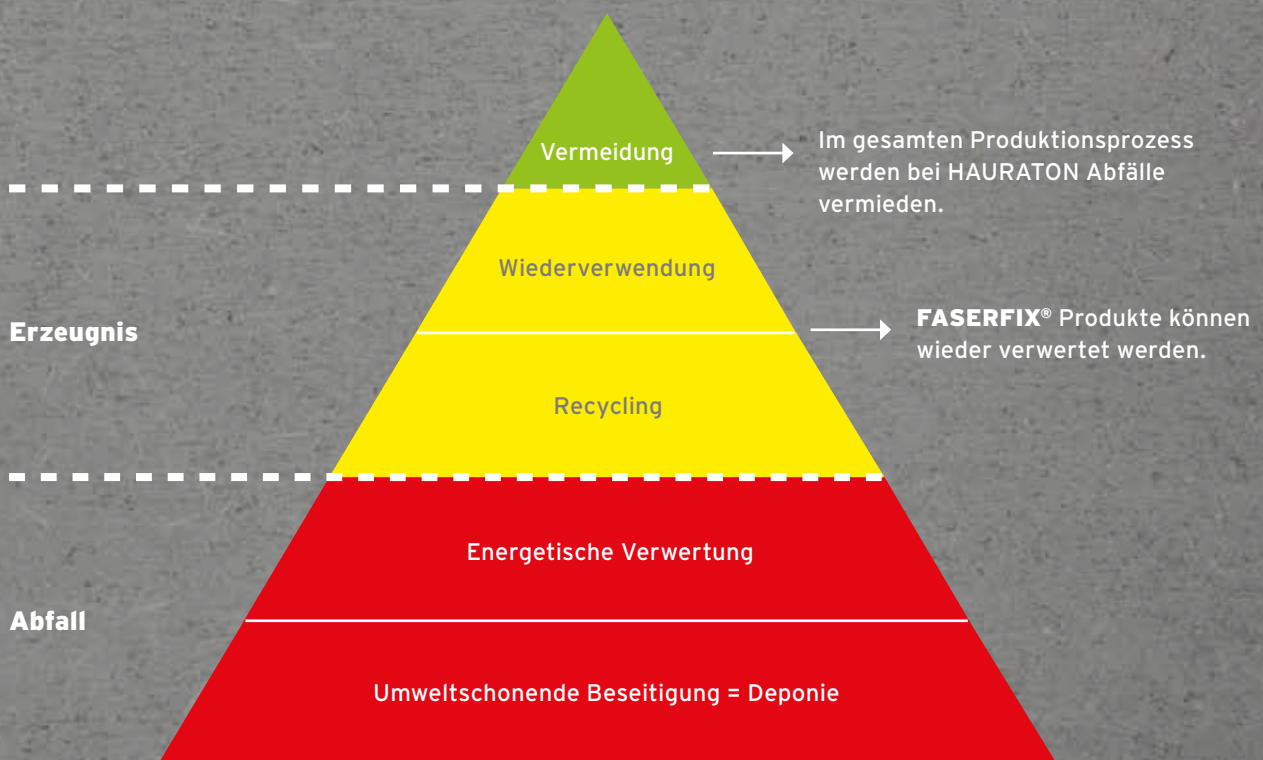 Vermeidung
Im gesamten Produktionsprozess
werden bei HAURATON Abfälle
vermieden.
Wiederverwendung
Erzeugnis
FASERFIX® Produkte können
wieder verwertet werden.
Recycling
Energetische Verwertung
Abfall
Umweltschonende Beseitigung = Deponie